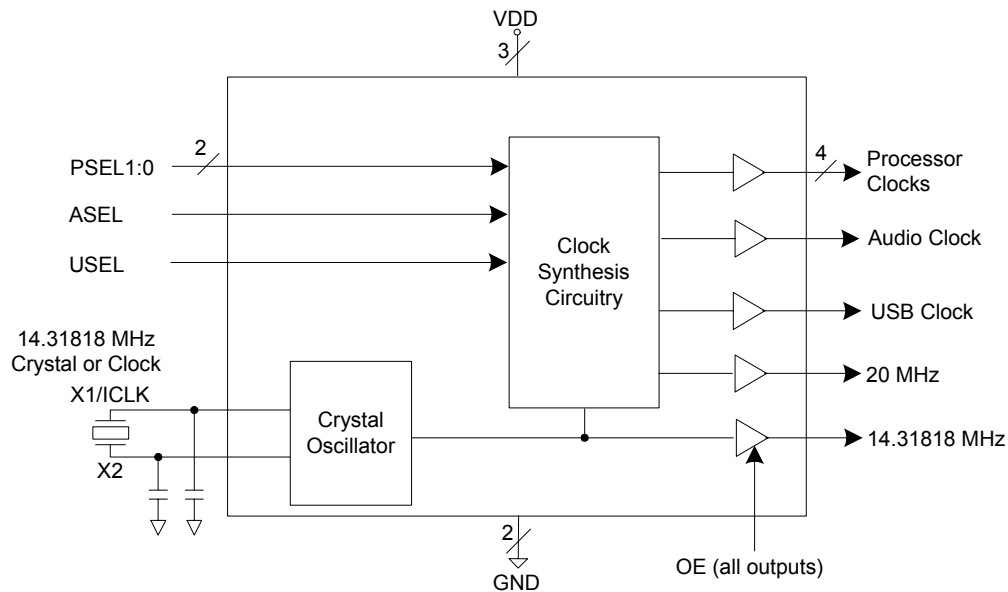 VDD
3
PSEL1:0
2
ASEL
USEL
Clock
Synthesis
Circuitry
4
Processor
Clocks
Audio Clock
USB Clock
20 MHz
14.31818 MHz
14.31818 MHz
Crystal or Clock
X1/ICLK
X2
Crystal
Oscillator
2
GND
OE (all outputs)